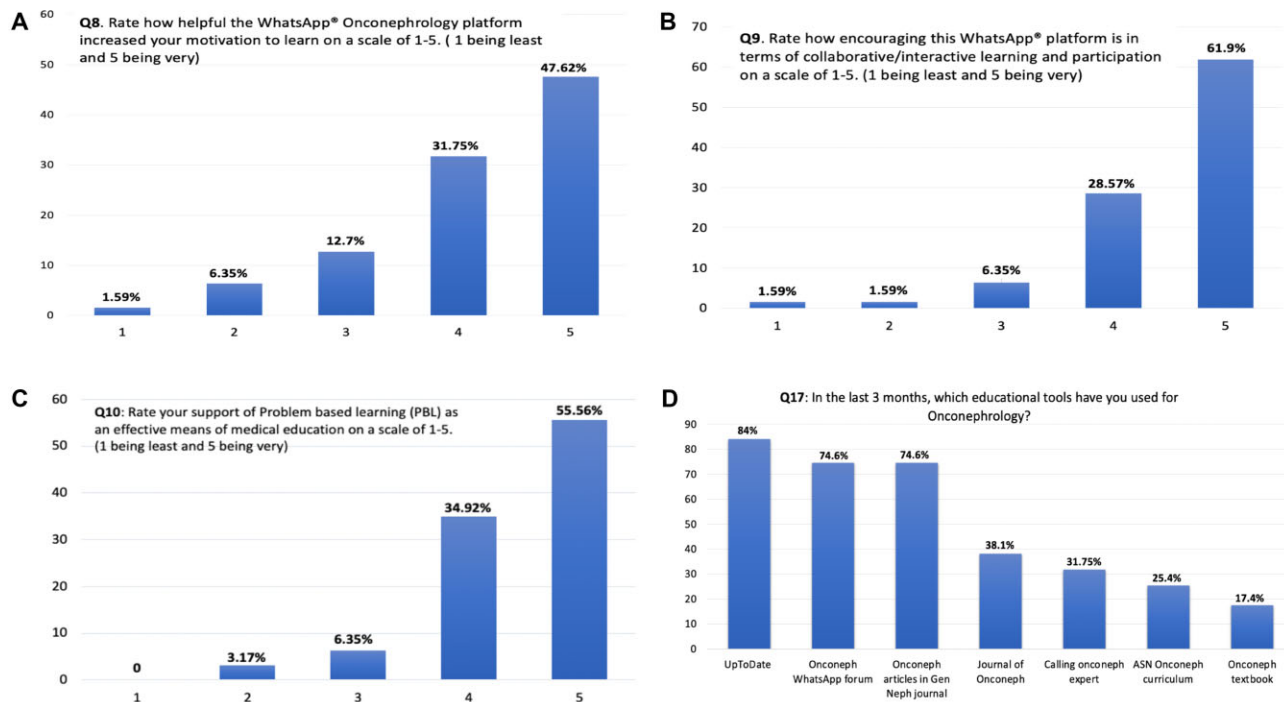 A
Q8. Rate how helpful the WhatsApp® Onconephrology platform
increased your motivation to learn on a scale of 1-5. ( 1 being least
and 5 being very)
60
50
40
30
20
10
0
1.59%
6.35%
12.7%
31.75%
47.62%
1
2
3
4
5
B
Q9. Rate how encouraging this WhatsApp® platform is in
terms of collaborative/interactive learning and participation
on a scale of 1-5. (1 being least and 5 being very)
70
60
50
40
30
20
10
0
1.59%
1.59%
6.35%
28.57%
61.9%
1
2
3
4
5
C
Q10: Rate your support of Problem based learning (PBL) as
an effective means of medical education on a scale of 1-5.
(1 being least and 5 being very)
60
50
40
30
20
10
0
0
3.17%
6.35%
34.92%
55.56%
1
2
3
4
5
D
Q17: In the last 3 months, which educational tools have you used for
Onconephrology?
90
80
70
60
50
40
30
20
10
0
84%
74.6%
74.6%
38.1%
31.75%
25.4%
17.4%
UpToDate
Onconeph
WhatsApp forum
Onconeph
articles in Gen
Neph journal
Journal of
Onconeph
Calling onconeph
expert
ASN Onconeph
curriculum
Onconeph
textbook